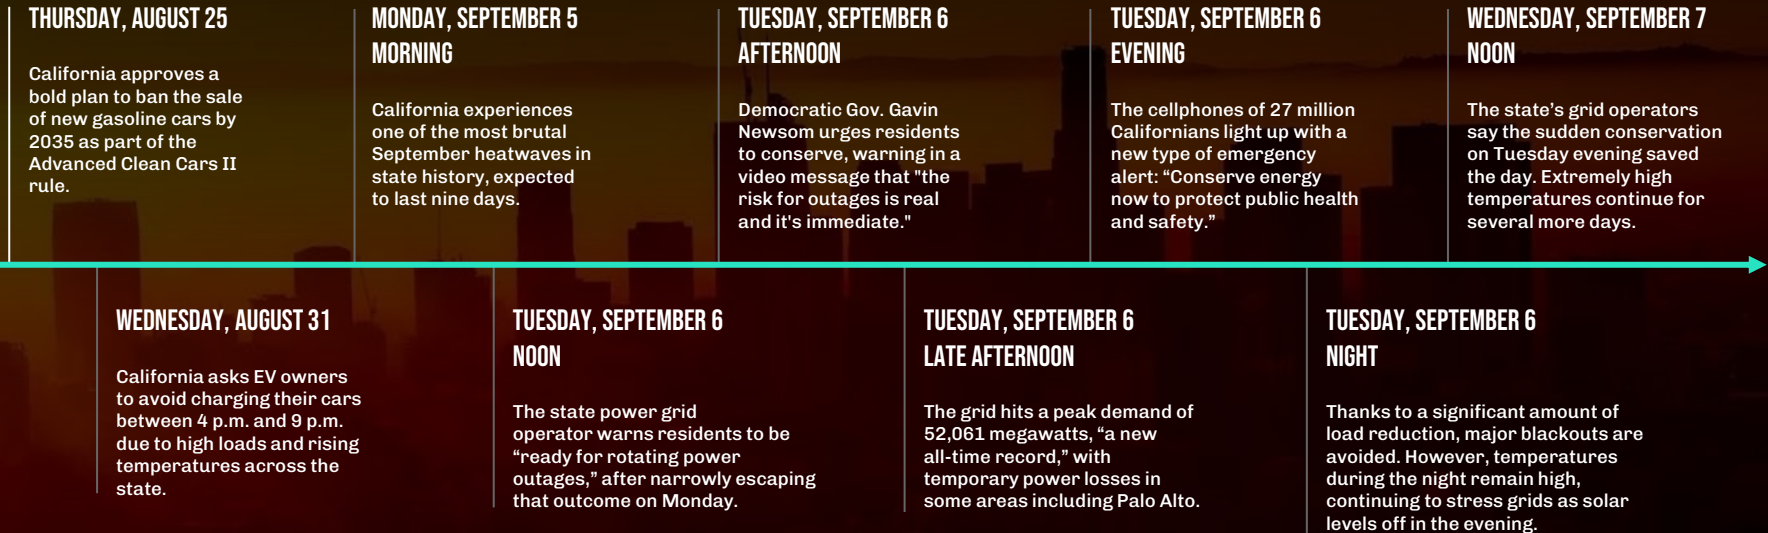 THURSDAY, AUGUST 25
California approves a
bold plan to ban the sale
of new gasoline cars by
2035 as part of the
Advanced Clean Cars II
rule.
WEDNESDAY, AUGUST 31
California asks EV owners
to avoid charging their cars
between 4 p.m. and 9 p.m.
due to high loads and rising
temperatures across the
state.
MONDAY, SEPTEMBER 5
MORNING
California experiences
one of the most brutal
September heatwaves in
state history, expected
to last nine days.
TUESDAY, SEPTEMBER 6
NOON
The state power grid
operator warns residents to be
“ready for rotating power
outages,” after narrowly escaping
that outcome on Monday.
TUESDAY, SEPTEMBER 6
AFTERNOON
Democratic Gov. Gavin
Newsom urges residents
to conserve, warning in a
video message that "the
risk for outages is real
and it's immediate."
TUESDAY, SEPTEMBER 6
LATE AFTERNOON
The grid hits a peak demand of
52,061 megawatts, “a new
all-time record,” with
temporary power losses in
some areas including Palo Alto.
TUESDAY, SEPTEMBER 6
EVENING
The cellphones of 27 million
Californians light up with a
new type of emergency
alert: “Conserve energy
now to protect public health
and safety.”
TUESDAY, SEPTEMBER 6
NIGHT
Thanks to a significant amount of
load reduction, major blackouts are
avoided. However, temperatures
during the night remain high,
continuing to stress grids as solar
levels off in the evening.
WEDNESDAY, SEPTEMBER 7
NOON
The state’s grid operators
say the sudden conservation
on Tuesday evening saved
the day. Extremely high
temperatures continue for
several more days.